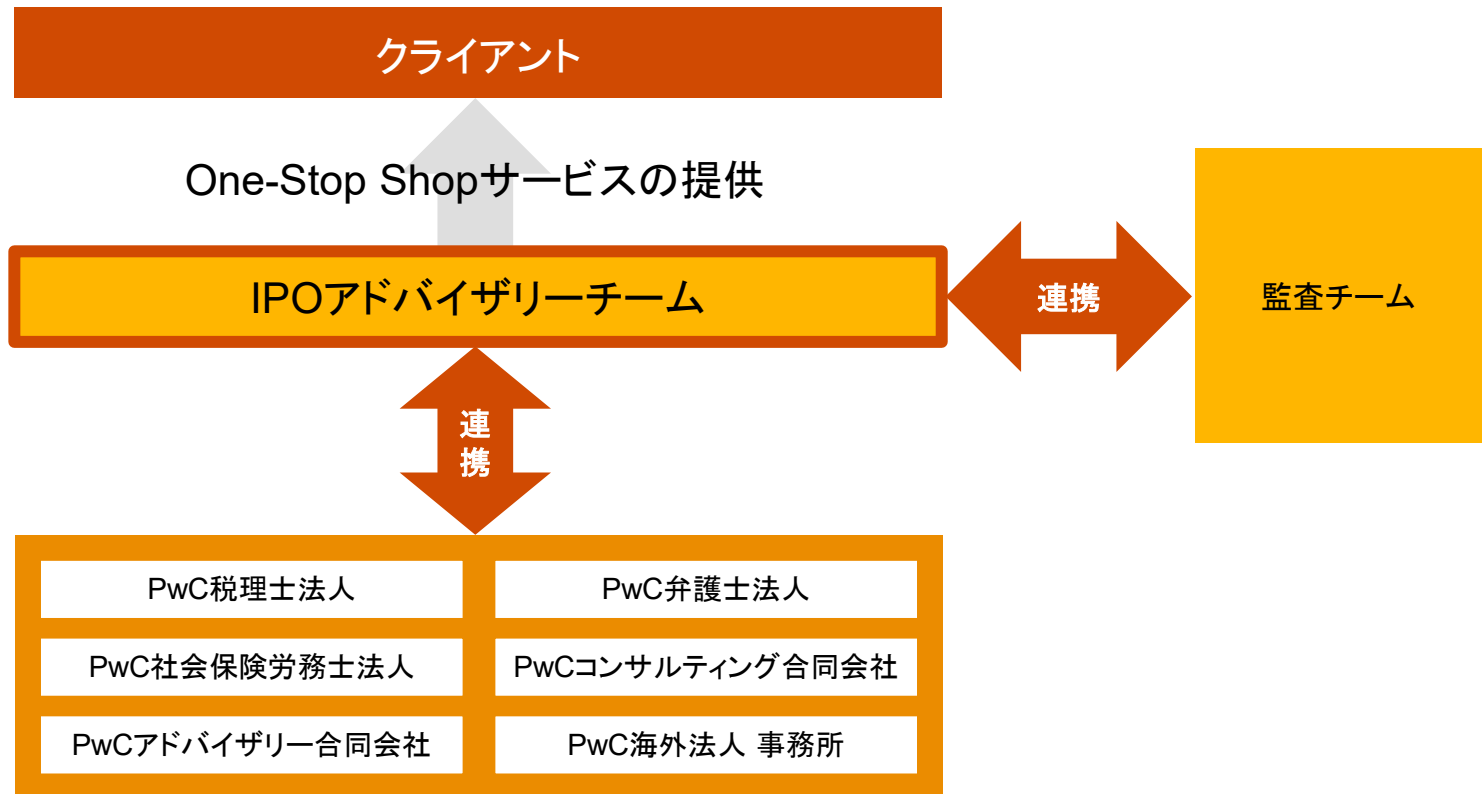 クライアント
One-Stop Shopサービスの提供
IPOアドバイザリーチーム
連携
監査チーム
連
携
PwC税理士法人
PwC弁護士法人
PwC社会保険労務士法人
PwCコンサルティング合同会社
PwCアドバイザリー合同会社
PwC海外法人 事務所